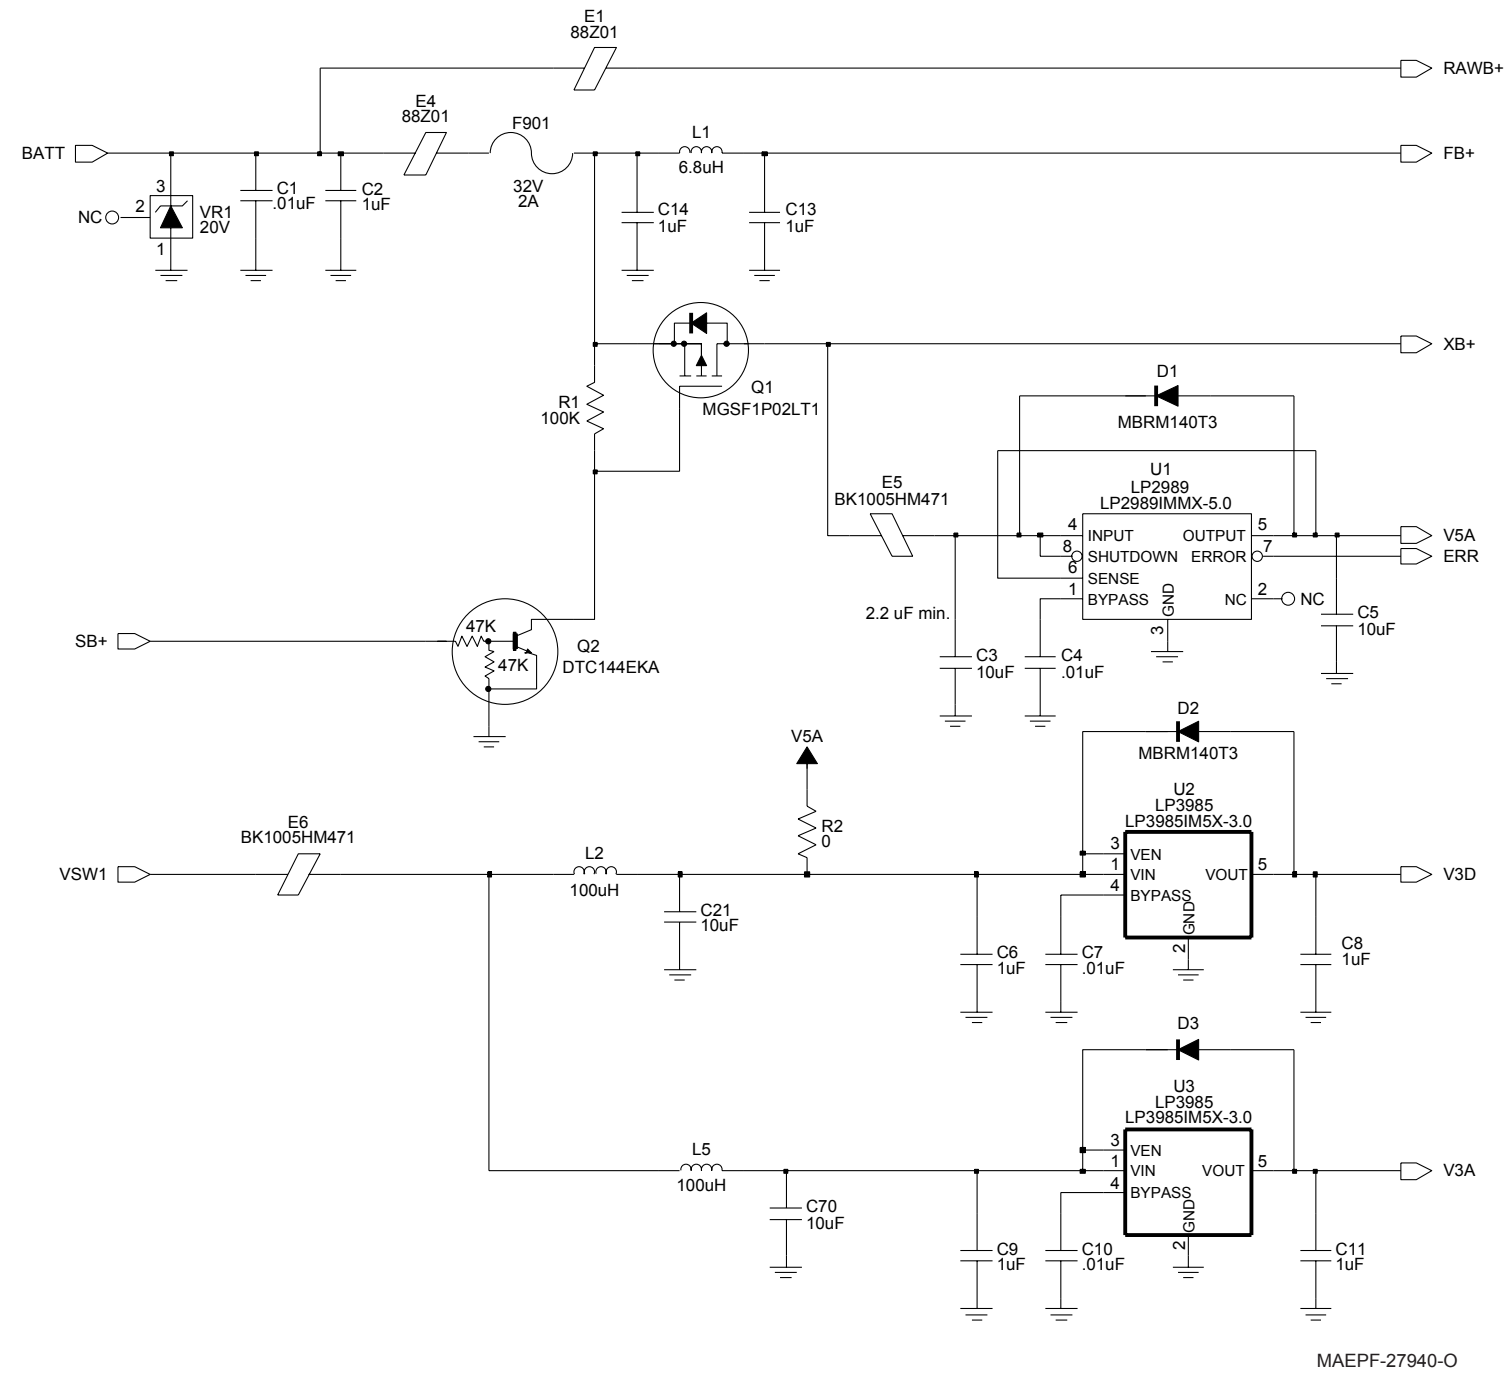 E1
88Z01
RAWB+
E4
88Z01
F901
L1
BATT
FB+
6.8uH
32V
2A
3
2
NC
1
VR1
20V
C1
.01uF
C2
1uF
C14
1uF
C13
1uF
XB+
Q1
MGSF1P02LT1
R1
100K
D1
MBRM140T3
E5
BK1005HM471
U1
LP2989
LP2989IMMX-5.0
4
INPUT
OUTPUT
5
V5A
8
SHUTDOWN
ERROR
7
ERR
6
SENSE
1
BYPASS
GND
NC
2
NC
3
2.2 uF min.
C5
10uF
C3
10uF
C4
.01uF
SB+
47K
47K
Q2
DTC144EKA
D2
MBRM140T3
V5A
U2
LP3985
LP3985IM5X-3.0
R2
0
E6
BK1005HM471
L2
VSW1
100uH
3
VEN
1
VIN
VOUT
5
V3D
4
BYPASS
GND
2
C21
10uF
C6
1uF
C7
.01uF
C8
1uF
D3
U3
LP3985
LP3985IM5X-3.0
L5
100uH
3
VEN
1
VIN
VOUT
5
V3A
4
BYPASS
GND
2
C70
10uF
C9
1uF
C10
.01uF
C11
1uF
MAEPF-27940-O